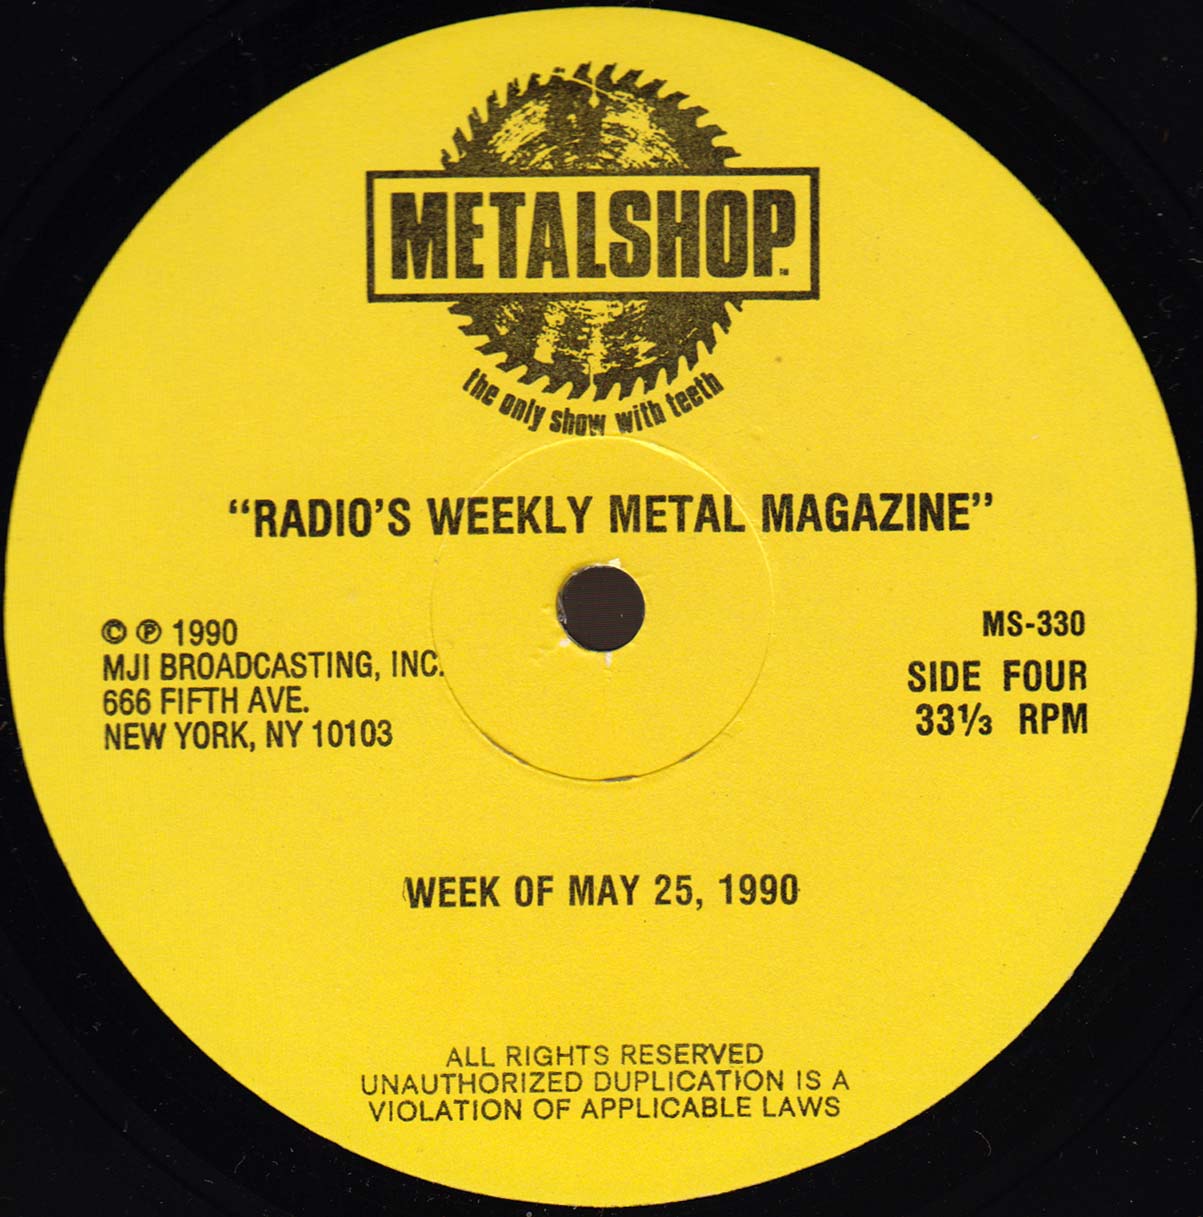 METALSHOP™
the only show with teeth
“RADIO’S WEEKLY METAL MAGAZINE”
© ℗ 1990
MJI BROADCASTING, INC.
666 FIFTH AVE.
NEW YORK, NY 10103
MS-330
SIDE FOUR
33⅓ RPM
WEEK OF MAY 25, 1990
ALL RIGHTS RESERVED
UNAUTHORIZED DUPLICATION IS A
VIOLATION OF APPLICABLE LAWS